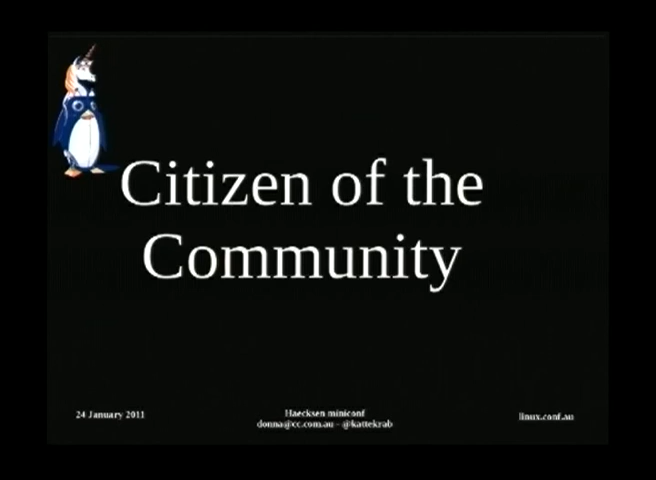 Citizen of the
Community
24 January 2011
Haecksen miniconf
donna@cc.com.au - @kattekrab
linux.conf.au